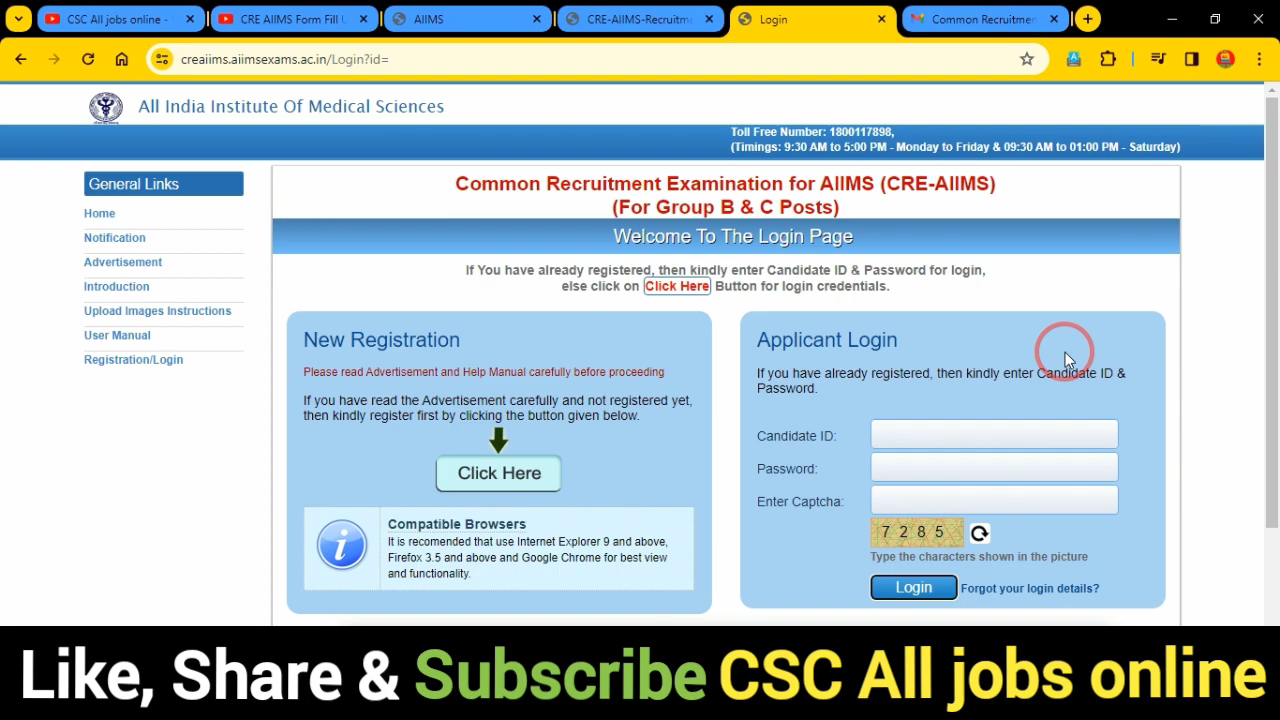 CSC All jobs online -
CRE AIIMS Form Fill
AIIMS
CRE-AIIMS-Recruitm
Login
Common Recruitmen
creaiims.aiimsexams.ac.in/Login?id=
All India Institute Of Medical Sciences
Toll Free Number: 1800117898,
(Timings: 9:30 AM to 5:00 PM - Monday to Friday & 09:30 AM to 01:00 PM - Saturday)
General Links
Home
Notification
Advertisement
Introduction
Upload Images Instructions
User Manual
Registration/Login
Common Recruitment Examination for AIIMS (CRE-AIIMS)
(For Group B & C Posts)
Welcome To The Login Page
If You have already registered, then kindly enter Candidate ID & Password for login,
else click on Click Here Button for login credentials.
New Registration
Please read Advertisement and Help Manual carefully before proceeding
If you have read the Advertisement carefully and not registered yet,
then kindly register first by clicking the button given below.
Click Here
Compatible Browsers
It is recomended that use Internet Explorer 9 and above,
Firefox 3.5 and above and Google Chrome for best view
and functionality.
Applicant Login
If you have already registered, then kindly enter Candidate ID &
Password.
Candidate ID:
Password:
Enter Captcha:
7 2 8 5
Type the characters shown in the picture
Login
Forgot your login details?
Like, Share & Subscribe CSC All jobs online